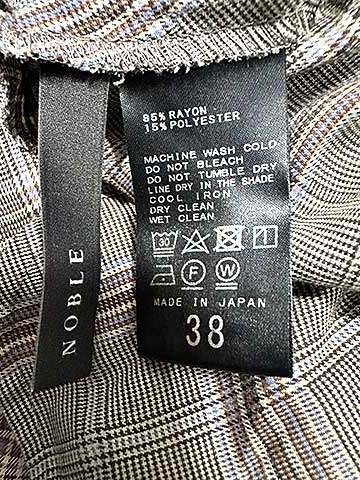 NOBLE
85% RAYON
15% POLYESTER
MACHINE WASH COLD
DO NOT BLEACH
DO NOT TUMBLE DRY
LINE DRY IN THE SHADE
COOL IRON
DRY CLEAN
WET CLEAN
30
F W
MADE IN JAPAN
38